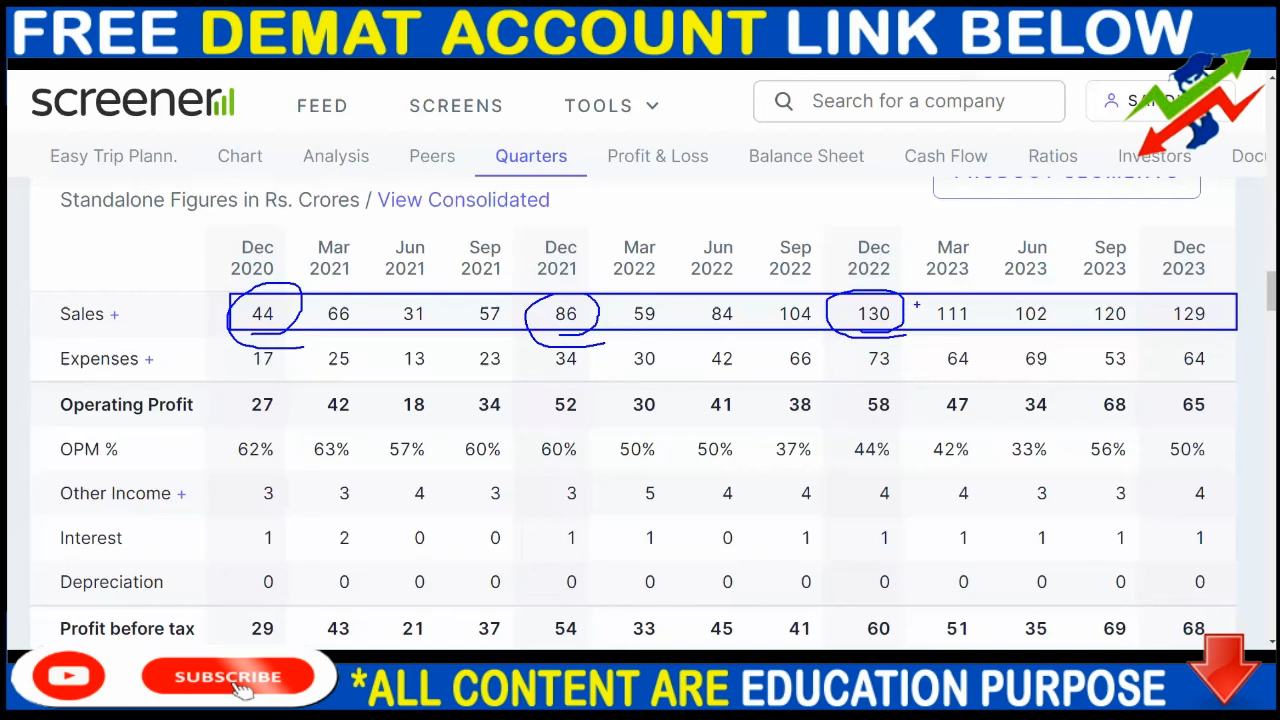 FREE DEMAT ACCOUNT LINK BELOW
screener FEED SCREENS TOOLS Search for a company
Easy Trip Plann. Chart Analysis Peers Quarters Profit & Loss Balance Sheet Cash Flow Ratios Investors
PRODUCT SEGMENTS
Standalone Figures in Rs. Crores / View Consolidated
Dec 2020 Mar 2021 Jun 2021 Sep 2021 Dec 2021 Mar 2022 Jun 2022 Sep 2022 Dec 2022 Mar 2023 Jun 2023 Sep 2023 Dec 2023
Sales + 44 66 31 57 86 59 84 104 130 111 102 120 129
Expenses + 17 25 13 23 34 30 42 66 73 64 69 53 64
Operating Profit 27 42 18 34 52 30 41 38 58 47 34 68 65
OPM % 62% 63% 57% 60% 60% 50% 50% 37% 44% 42% 33% 56% 50%
Other Income + 3 3 4 3 3 5 4 4 4 4 3 3 4
Interest 1 2 0 0 1 1 0 1 1 1 1 1 1
Depreciation 0 0 0 0 0 0 0 0 0 0 0 0 0
Profit before tax 29 43 21 37 54 33 45 41 60 51 35 69 68
SUBSCRIBE
*ALL CONTENT ARE EDUCATION PURPOSE